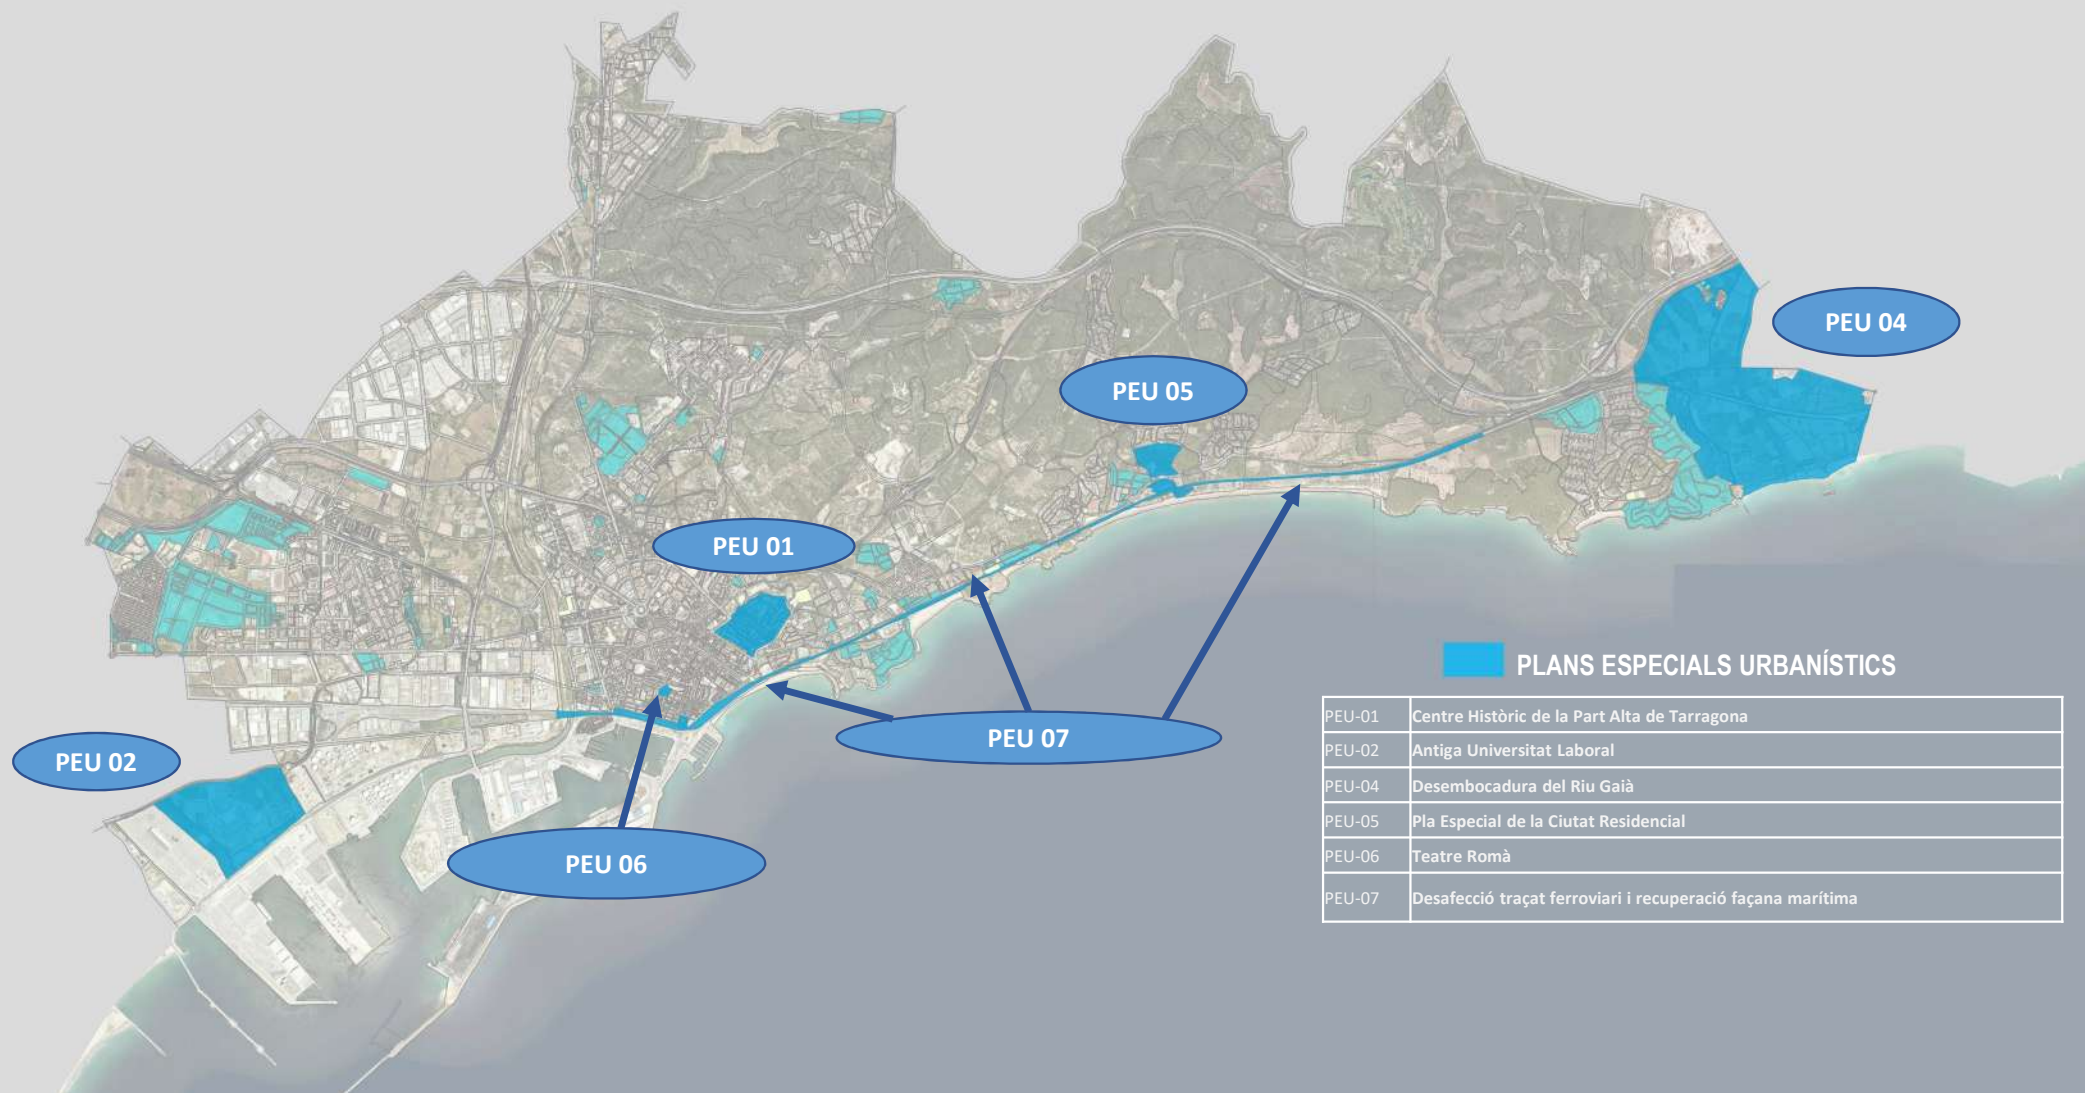 PEU 04
PEU 05
PEU 01
PEU 07
PEU 02
PEU 06
PLANS ESPECIALS URBANÍSTICS
PEU-01 Centre Històric de la Part Alta de Tarragona
PEU-02 Antiga Universitat Laboral
PEU-04 Desembocadura del Riu Gaià
PEU-05 Pla Especial de la Ciutat Residencial
PEU-06 Teatre Romà
PEU-07 Desafecció traçat ferroviari i recuperació façana marítima